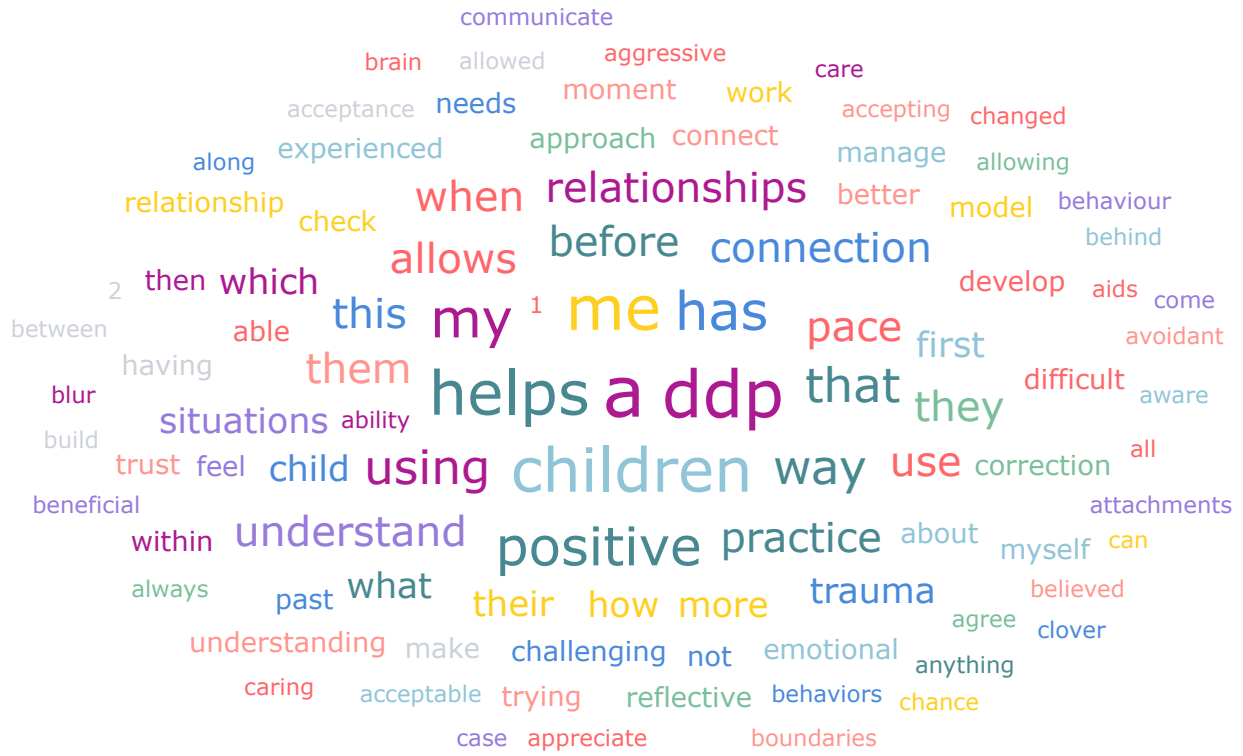 communicate
brain allowed aggressive care
acceptance needs moment work accepting changed
along experienced approach connect manage allowing
relationship check when relationships better model behaviour
allows before connection behind
2 then which this my 1 me has pace develop aids come
between able first avoidant
having them helps a ddp that they difficult aware
blur situations ability
build trust feel child using children way use correction all
beneficial attachments
within understand positive practice about myself can
always past what their how more trauma believed
understanding make challenging not emotional agree clover
anything
caring acceptable trying reflective behaviors chance
case appreciate boundaries